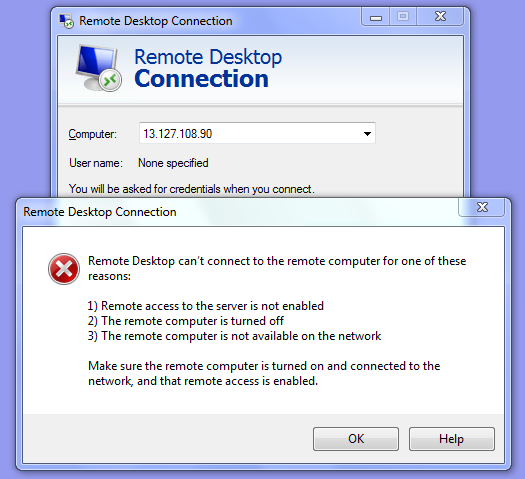 Remote Desktop Connection
Remote Desktop
Connection
Computer: 13.127.108.90
User name: None specified
You will be asked for credentials when you connect.
Remote Desktop Connection
Remote Desktop can't connect to the remote computer for one of these
reasons:
1) Remote access to the server is not enabled
2) The remote computer is turned off
3) The remote computer is not available on the network
Make sure the remote computer is turned on and connected to the
network, and that remote access is enabled.
OK Help